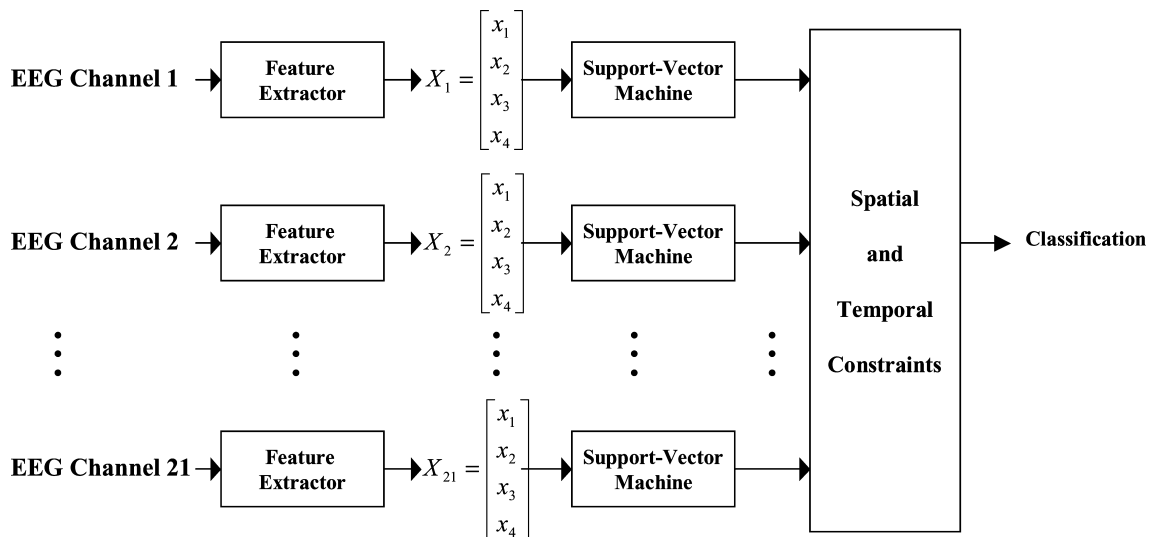 EEG Channel 1
Feature
Extractor
X₁ =
x₁
x₂
x₃
x₄
Support-Vector
Machine
EEG Channel 2
Feature
Extractor
X₂ =
x₁
x₂
x₃
x₄
Support-Vector
Machine
EEG Channel 21
Feature
Extractor
X₂₁ =
x₁
x₂
x₃
x₄
Support-Vector
Machine
Spatial
and
Temporal
Constraints
Classification